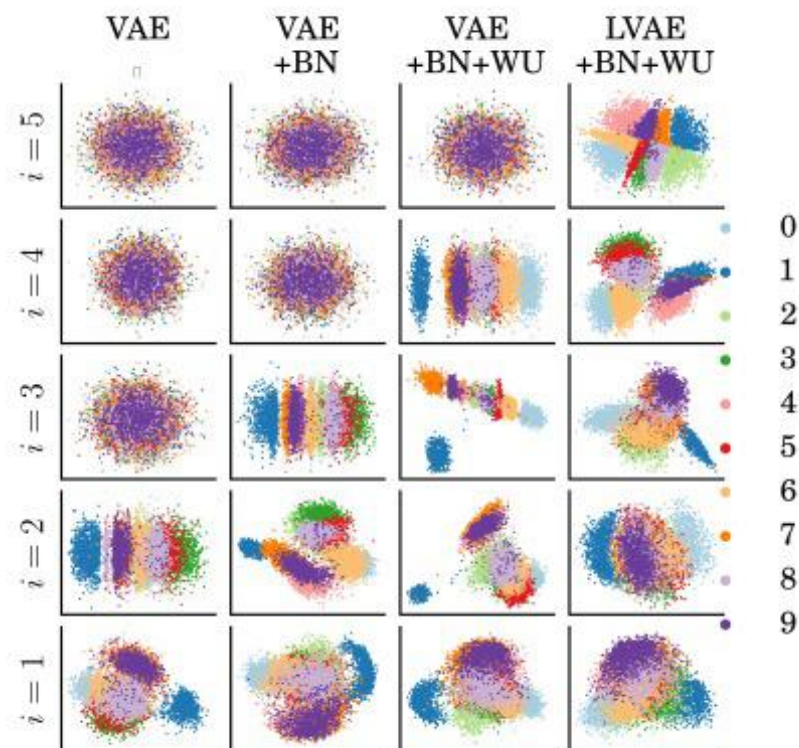 VAE VAE VAE LVAE
+BN +BN+WU +BN+WU
i = 5
i = 4
i = 3
i = 2
i = 1
0
1
2
3
4
5
6
7
8
9